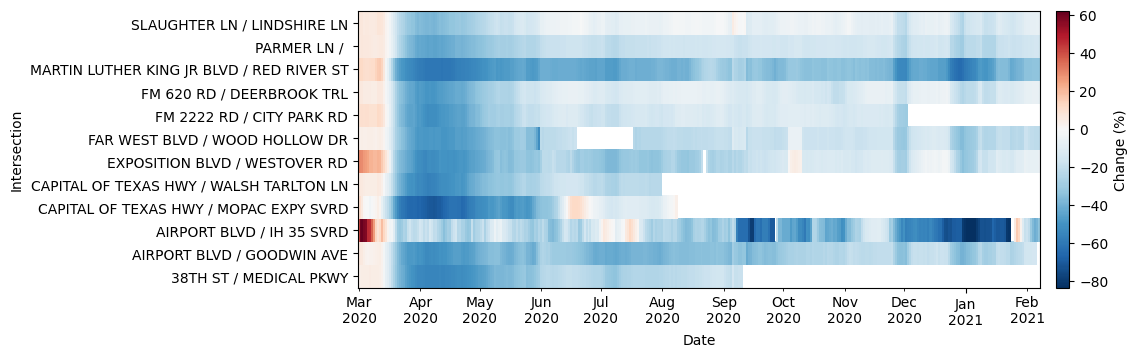 SLAUGHTER LN / LINDSHIRE LN
PARMER LN /
MARTIN LUTHER KING JR BLVD / RED RIVER ST
FM 620 RD / DEERBROOK TRL
FM 2222 RD / CITY PARK RD
FAR WEST BLVD / WOOD HOLLOW DR
EXPOSITION BLVD / WESTOVER RD
CAPITAL OF TEXAS HWY / WALSH TARLTON LN
CAPITAL OF TEXAS HWY / MOPAC EXPY SVRD
AIRPORT BLVD / IH 35 SVRD
AIRPORT BLVD / GOODWIN AVE
38TH ST / MEDICAL PKWY
Intersection
Mar Apr May Jun Jul Aug Sep Oct Nov Dec Jan Feb
2020 2020 2020 2020 2020 2020 2020 2020 2020 2020 2021 2021
Date
60
40
20
0
−20
−40
−60
−80
Change (%)